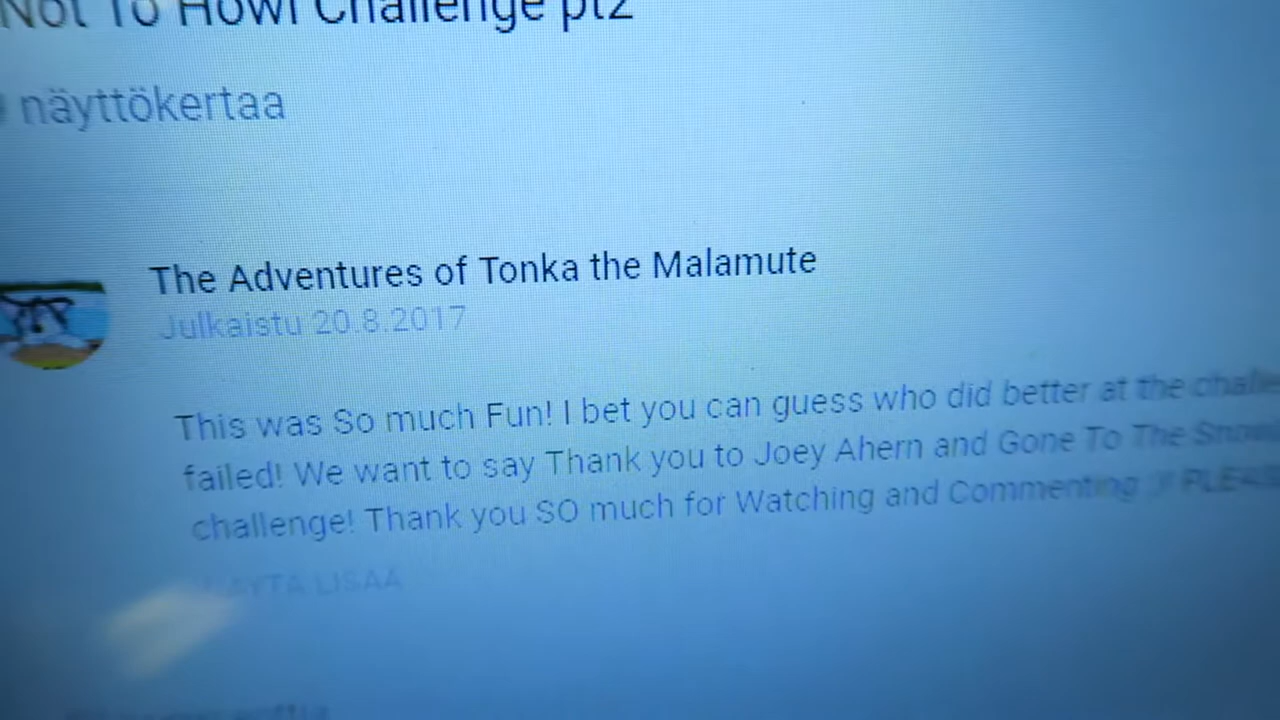 Not To Howl Challenge pt2
näyttökertaa
The Adventures of Tonka the Malamute
Julkaistu 20.8.2017
This was So much Fun! I bet you can guess who did better at the
failed! We want to say Thank you to Joey Ahern and Gone To The
challenge! Thank you SO much for Watching and Commenting
LISÄÄ